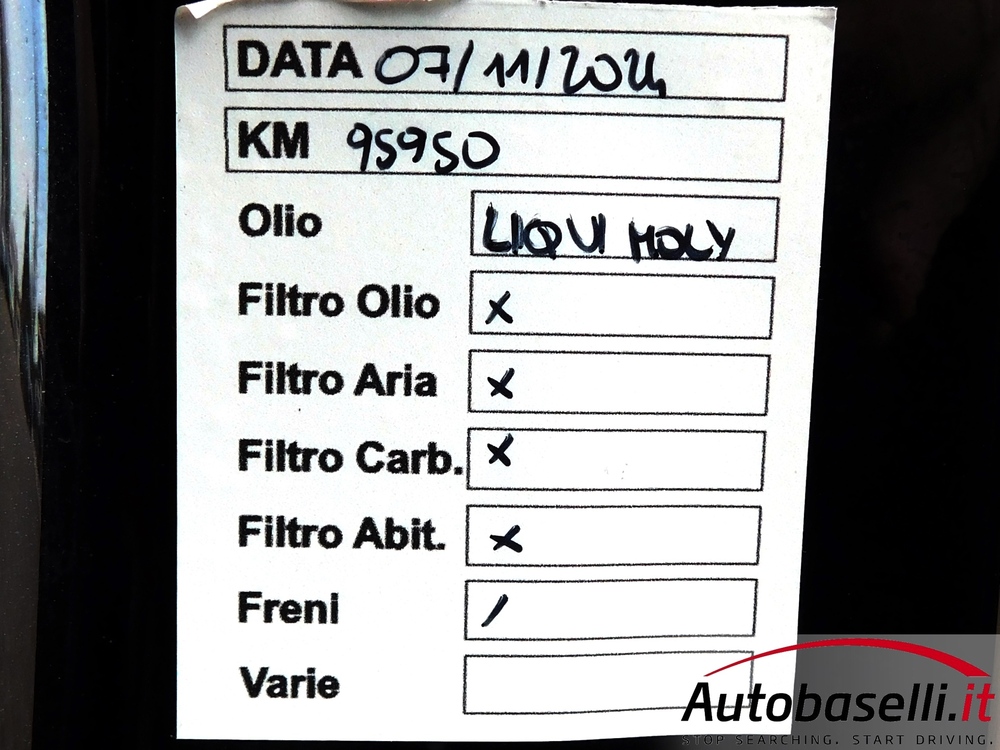 DATA 07/11/2024
KM 95950
Olio LIQUI MOLY
Filtro Olio x
Filtro Aria x
Filtro Carb. x
Filtro Abit. x
Freni /
Varie
Autobaselli.it
STOP SEARCHING. START DRIVING.